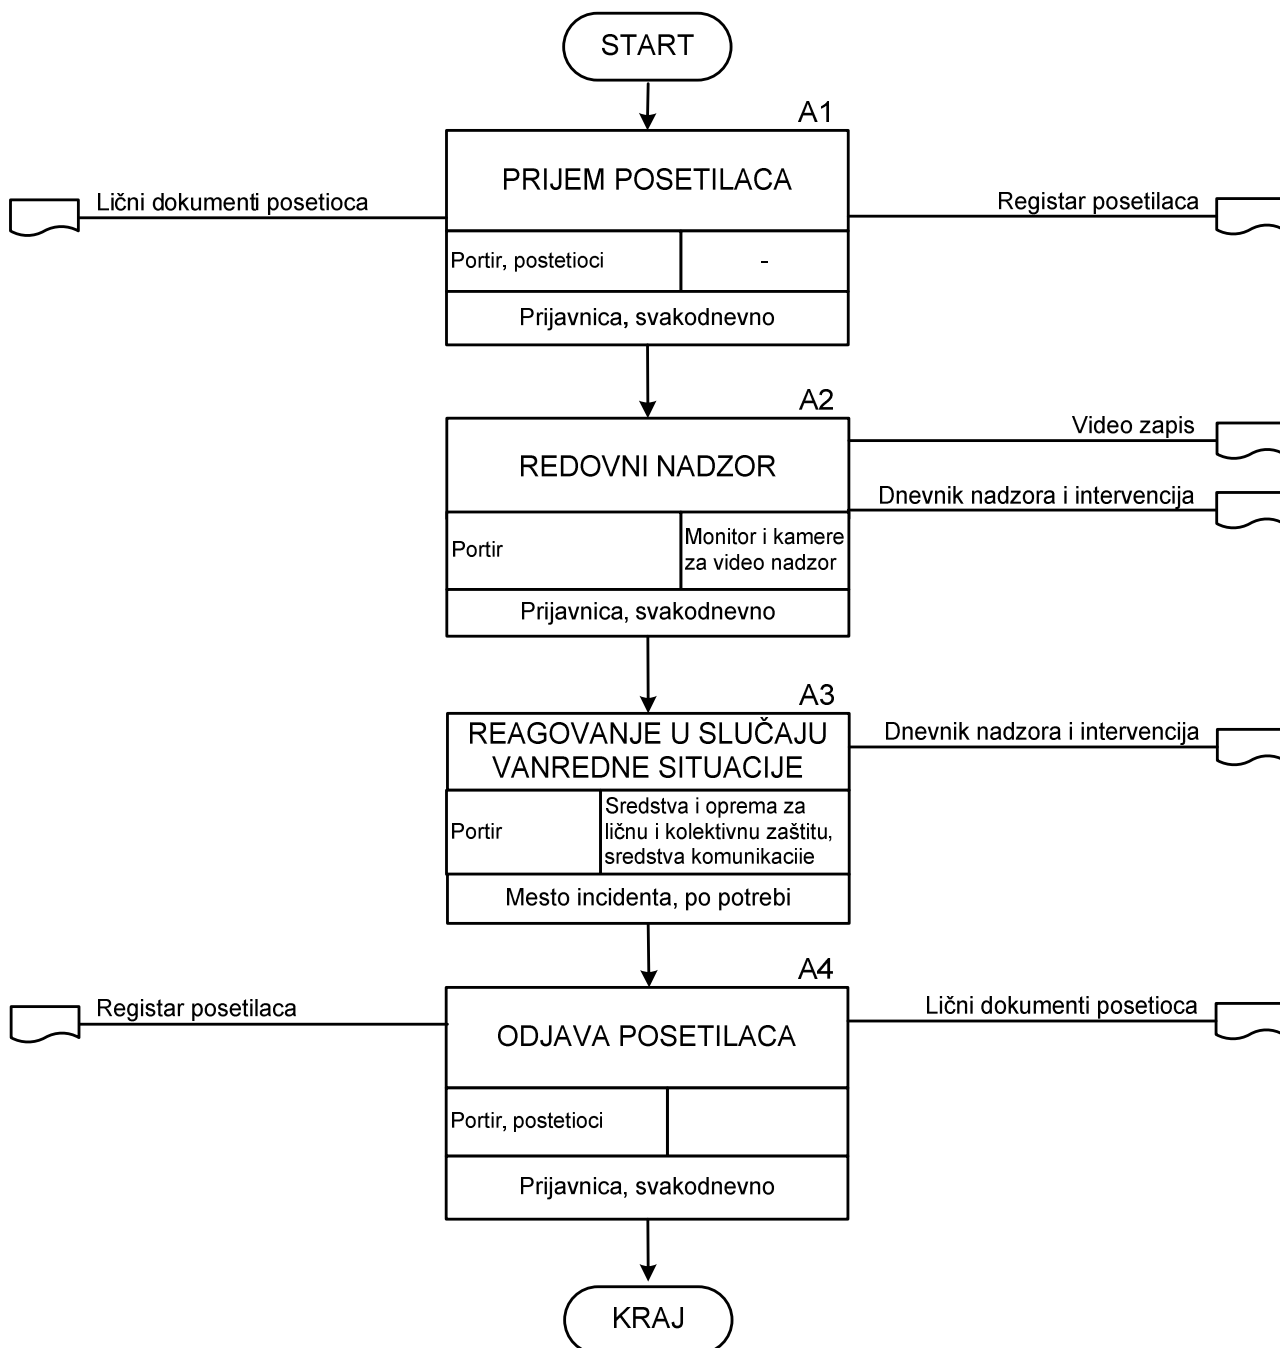 START
A1
PRIJEM POSETILACA
Lični dokumenti posetioca
Registar posetilaca
Portir, postetioci
-
Prijavnica, svakodnevno
A2
REDOVNI NADZOR
Video zapis
Dnevnik nadzora i intervencija
Portir
Monitor i kamere
za video nadzor
Prijavnica, svakodnevno
A3
REAGOVANJE U SLUČAJU
VANREDNE SITUACIJE
Dnevnik nadzora i intervencija
Portir
Sredstva i oprema za
ličnu i kolektivnu zaštitu,
sredstva komunikacije
Mesto incidenta, po potrebi
A4
ODJAVA POSETILACA
Registar posetilaca
Lični dokumenti posetioca
Portir, postetioci
Prijavnica, svakodnevno
KRAJ